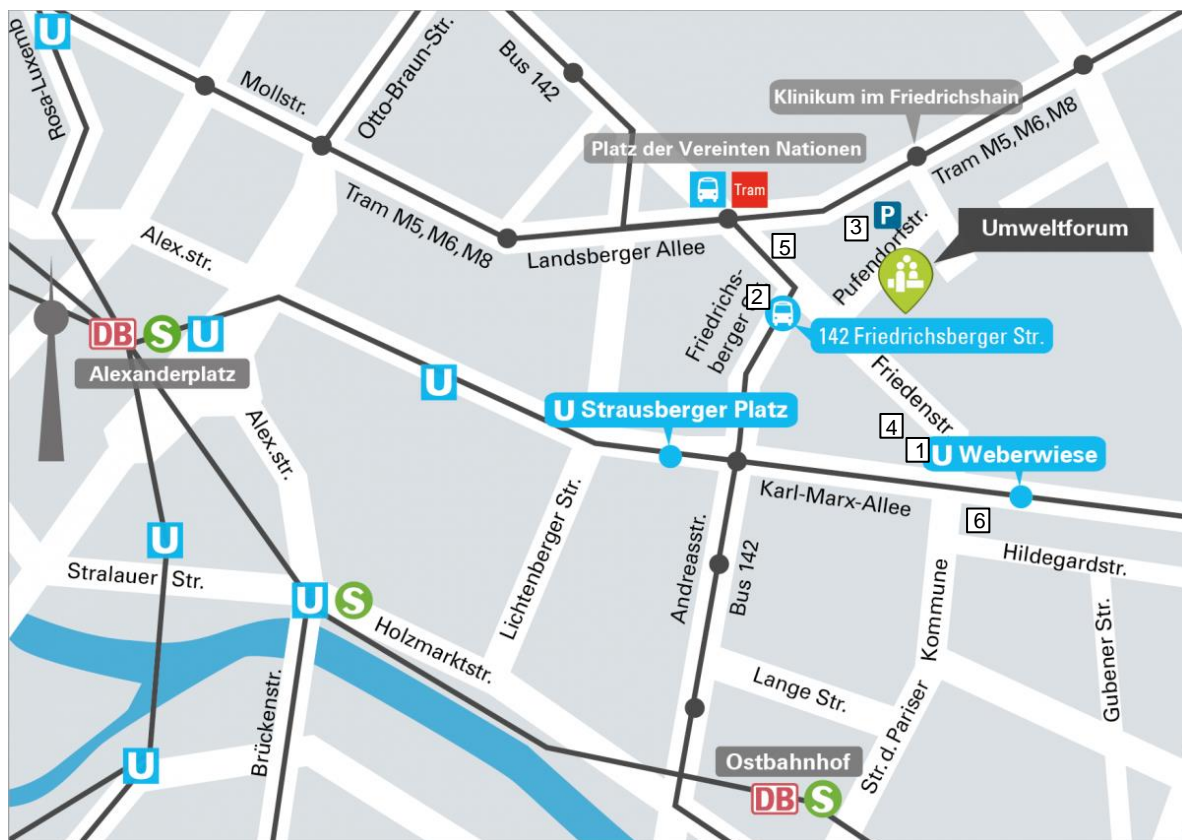 U
Rosa-Luxemb
Mollstr.
Otto-Braun-Str.
Bus 142
Klinikum im Friedrichshain
Platz der Vereinten Nationen
Tram
Tram M5, M6, M8
Tram M5, M6, M8
P
3
Pufendorfstr.
Umweltforum
5
Landsberger Allee
Alex.str.
Friedrichs-
berger
2
142 Friedrichsberger Str.
DB S U
Alexanderplatz
U
U Strausberger Platz
Friedenstr
4
1
U Weberwiese
Alex.str.
Karl-Marx-Allee
6
Hildegardstr.
U
Stralauer Str.
U S
Holzmarktstr.
Lichtenberger Str.
Andreasstr.
Bus 142
Str. d. Pariser Kommune
Gubener Str.
Lange Str.
Brückenstr.
U
Ostbahnhof
DB S